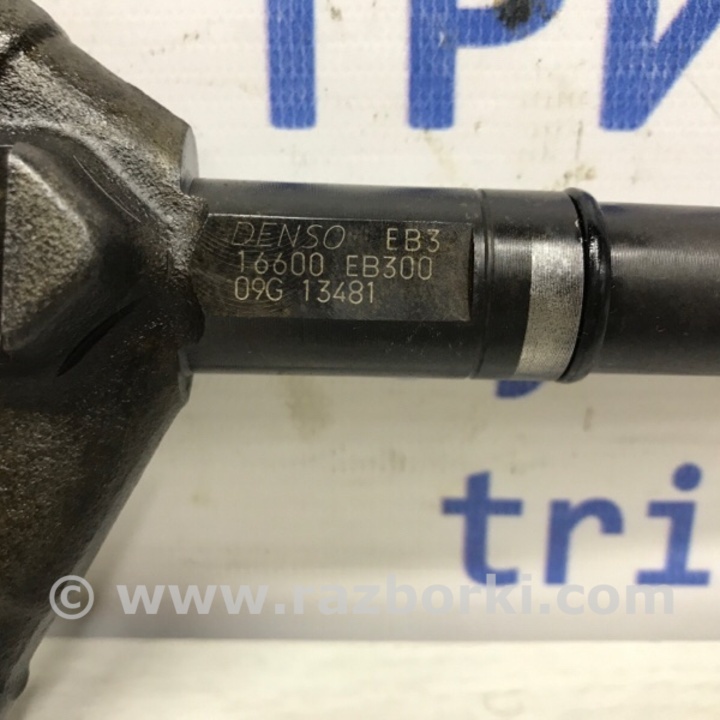 ТРИ
DENSO EB3
16600 EB300
09G 13481
tri
© www.razborki.com